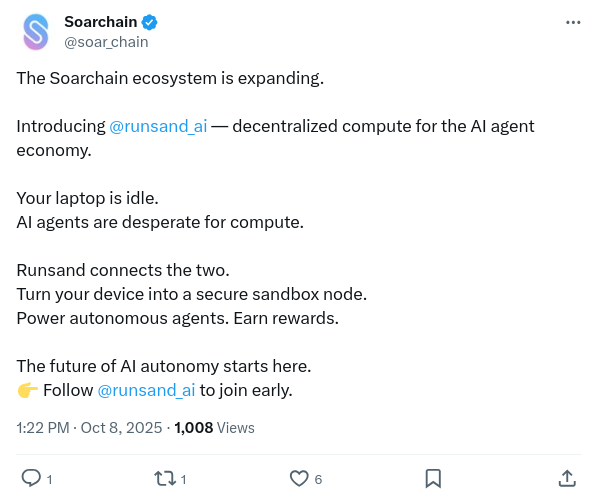 Soarchain
@soar_chain
The Soarchain ecosystem is expanding.
Introducing @runsand_ai — decentralized compute for the AI agent
economy.
Your laptop is idle.
AI agents are desperate for compute.
Runsand connects the two.
Turn your device into a secure sandbox node.
Power autonomous agents. Earn rewards.
The future of AI autonomy starts here.
👉 Follow @runsand_ai to join early.
1:22 PM · Oct 8, 2025 · 1,008 Views
1 1 6